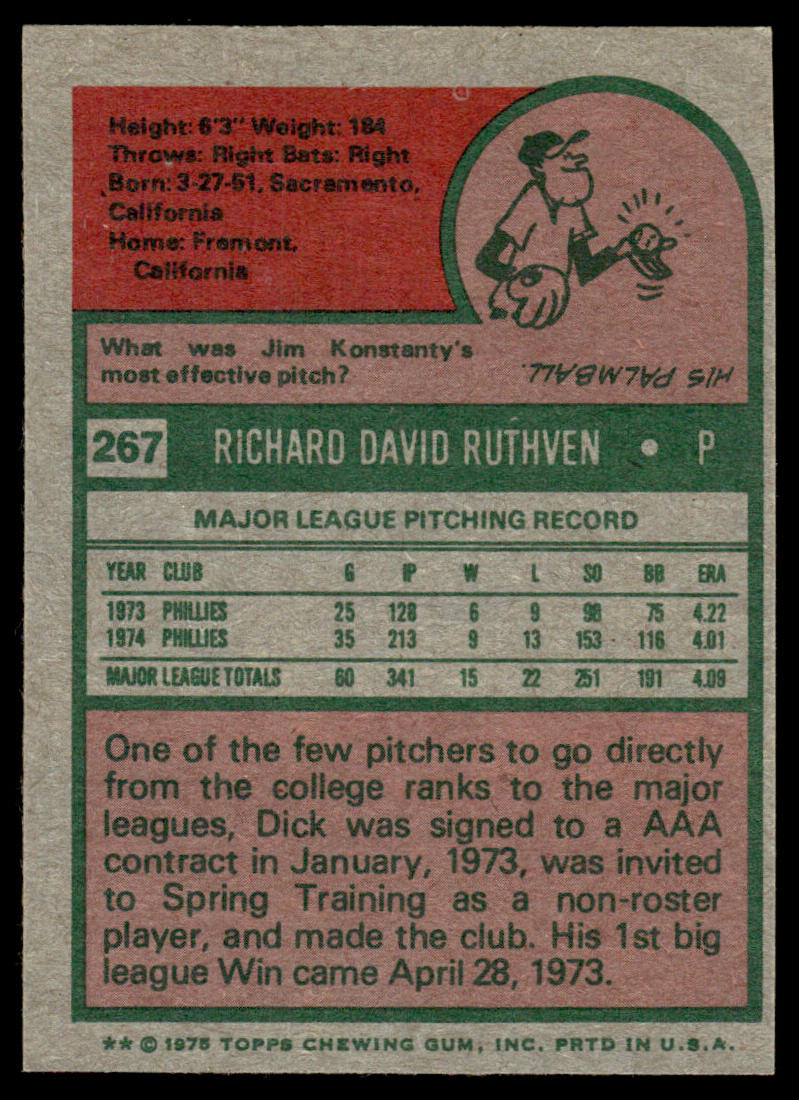 Height: 6'3" Weight: 184
Throws: Right Bats: Right
Born: 3-27-51, Sacramento,
California
Home: Fremont,
California
What was Jim Konstanty's
most effective pitch?
HIS PALMBALL.
267 RICHARD DAVID RUTHVEN • P
MAJOR LEAGUE PITCHING RECORD
YEAR CLUB G IP W L SO BB ERA
1973 PHILLIES 25 128 6 9 98 75 4.22
1974 PHILLIES 35 213 9 13 153 116 4.01
MAJOR LEAGUE TOTALS 60 341 15 22 251 191 4.09
One of the few pitchers to go directly
from the college ranks to the major
leagues, Dick was signed to a AAA
contract in January, 1973, was invited
to Spring Training as a non-roster
player, and made the club. His 1st big
league Win came April 28, 1973.
** © 1975 TOPPS CHEWING GUM, INC. PRTD IN U.S.A.